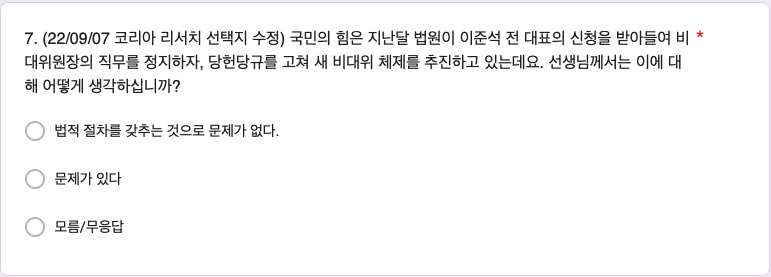 7. (22/09/07 코리아 리서치 선택지 수정) 국민의 힘은 지난달 법원이 이준석 전 대표의 신청을 받아들여 비 *
대위원장의 직무를 정지하자, 당헌당규를 고쳐 새 비대위 체제를 추진하고 있는데요. 선생님께서는 이에 대
해 어떻게 생각하십니까?
법적 절차를 갖추는 것으로 문제가 없다.
문제가 있다
모름/무응답